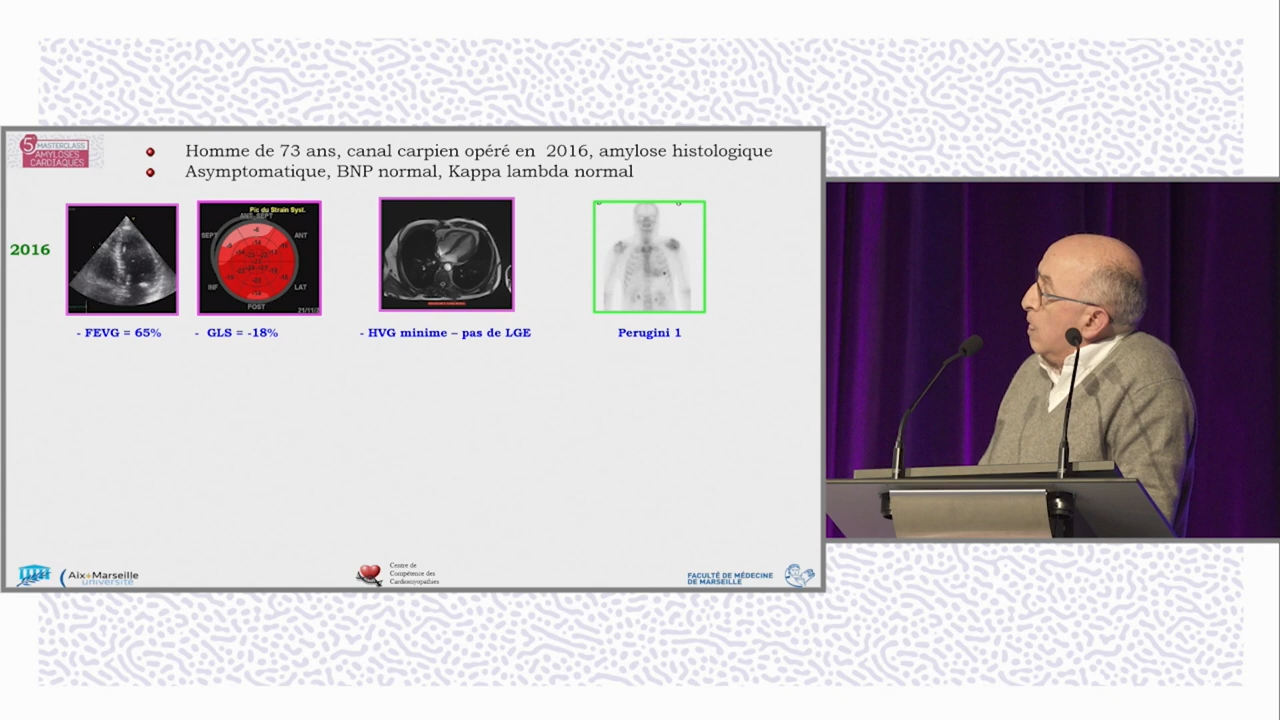 5e MASTERCLASS
AMYLOSES
CARDIAQUES
Homme de 73 ans, canal carpien opéré en 2016, amylose histologique
Asymptomatique, BNP normal, Kappa lambda normal
2016
Pic du Strain Syst.
ANT_SEPT
SEPT
ANT
INF
LAT
POST
- FEVG = 65%
- GLS = -18%
- HVG minime – pas de LGE
Perugini 1
Aix+Marseille
université
Centre de
Compétence des
Cardiomyopathies
FACULTÉ DE MÉDECINE
DE MARSEILLE